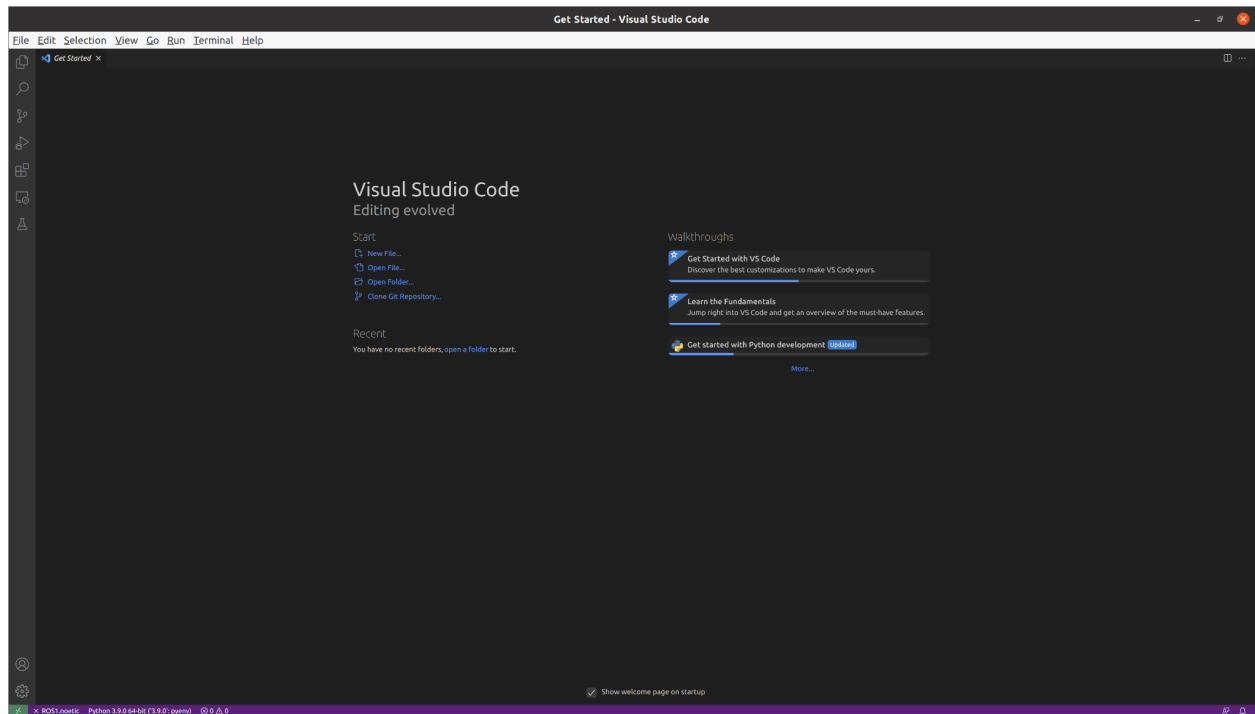 Get Started - Visual Studio Code
File Edit Selection View Go Run Terminal Help
Get Started
Visual Studio Code
Editing evolved
Start
New File...
Open File...
Open Folder...
Clone Git Repository...
Recent
You have no recent folders, open a folder to start.
Walkthroughs
Get Started with VS Code
Discover the best customizations to make VS Code yours.
Learn the Fundamentals
Jump right into VS Code and get an overview of the must-have features.
Get started with Python development Updated
More...
Show welcome page on startup
ROS1.noetic Python 3.9.0 64-bit ('3.9.0': pyenv) 0 0